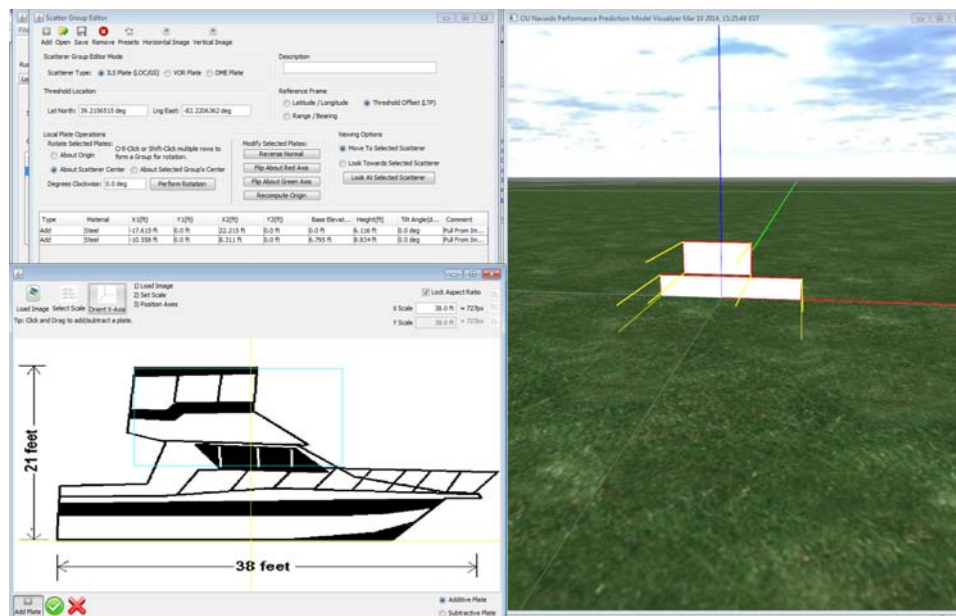 Scatter Group Editor
Add Open Save Remove Presets Horizontal Image Vertical Image
Scatterer Group Editor Mode
Scatterer Type: ILS Plate (LOC/GS) VOR Plate DME Plate
Description
Threshold Location
Lat North: 39.2156515 deg Lng East: -82.2206362 deg
Reference Frame
Latitude / Longitude Threshold Offset (LTP)
Range / Bearing
Local Plate Operations
Rotate Selected Plates:
About Origin
Ctrl-Click or Shift-Click multiple rows to
form a Group for rotation.
About Scatterer Center About Selected Group's Center
Degrees Clockwise: 0.0 deg Perform Rotation
Modify Selected Plates:
Reverse Normal
Flip About Red Axis
Flip About Green Axis
Recompute Origin
Viewing Options
Move To Selected Scatterer
Look Towards Selected Scatterer
Look At Selected Scatterer
Type Material X1(ft) Y1(ft) X2(ft) Y2(ft) Base Elevat... Height(ft) Tilt Angle(d... Comment
Add Steel -17.615 ft 0.0 ft 22.215 ft 0.0 ft 0.0 ft 6.116 ft 0.0 deg Pull From Im...
Add Steel -10.558 ft 0.0 ft 8.311 ft 0.0 ft 6.795 ft 9.834 ft 0.0 deg Pull From Im...
Load Image Select Scale Orient X-Axis
1) Load Image
2) Set Scale
3) Position Axes
Tip: Click and Drag to add/subtract a plate.
Lock Aspect Ratio
X Scale 38.0 ft = 727px
Y Scale 38.0 ft = 727px
21 feet
38 feet
Add Plate
Additive Plate
Subtractive Plate
OU Navaids Performance Prediction Model Visualizer Mar 10 2014, 15:25:49 EST